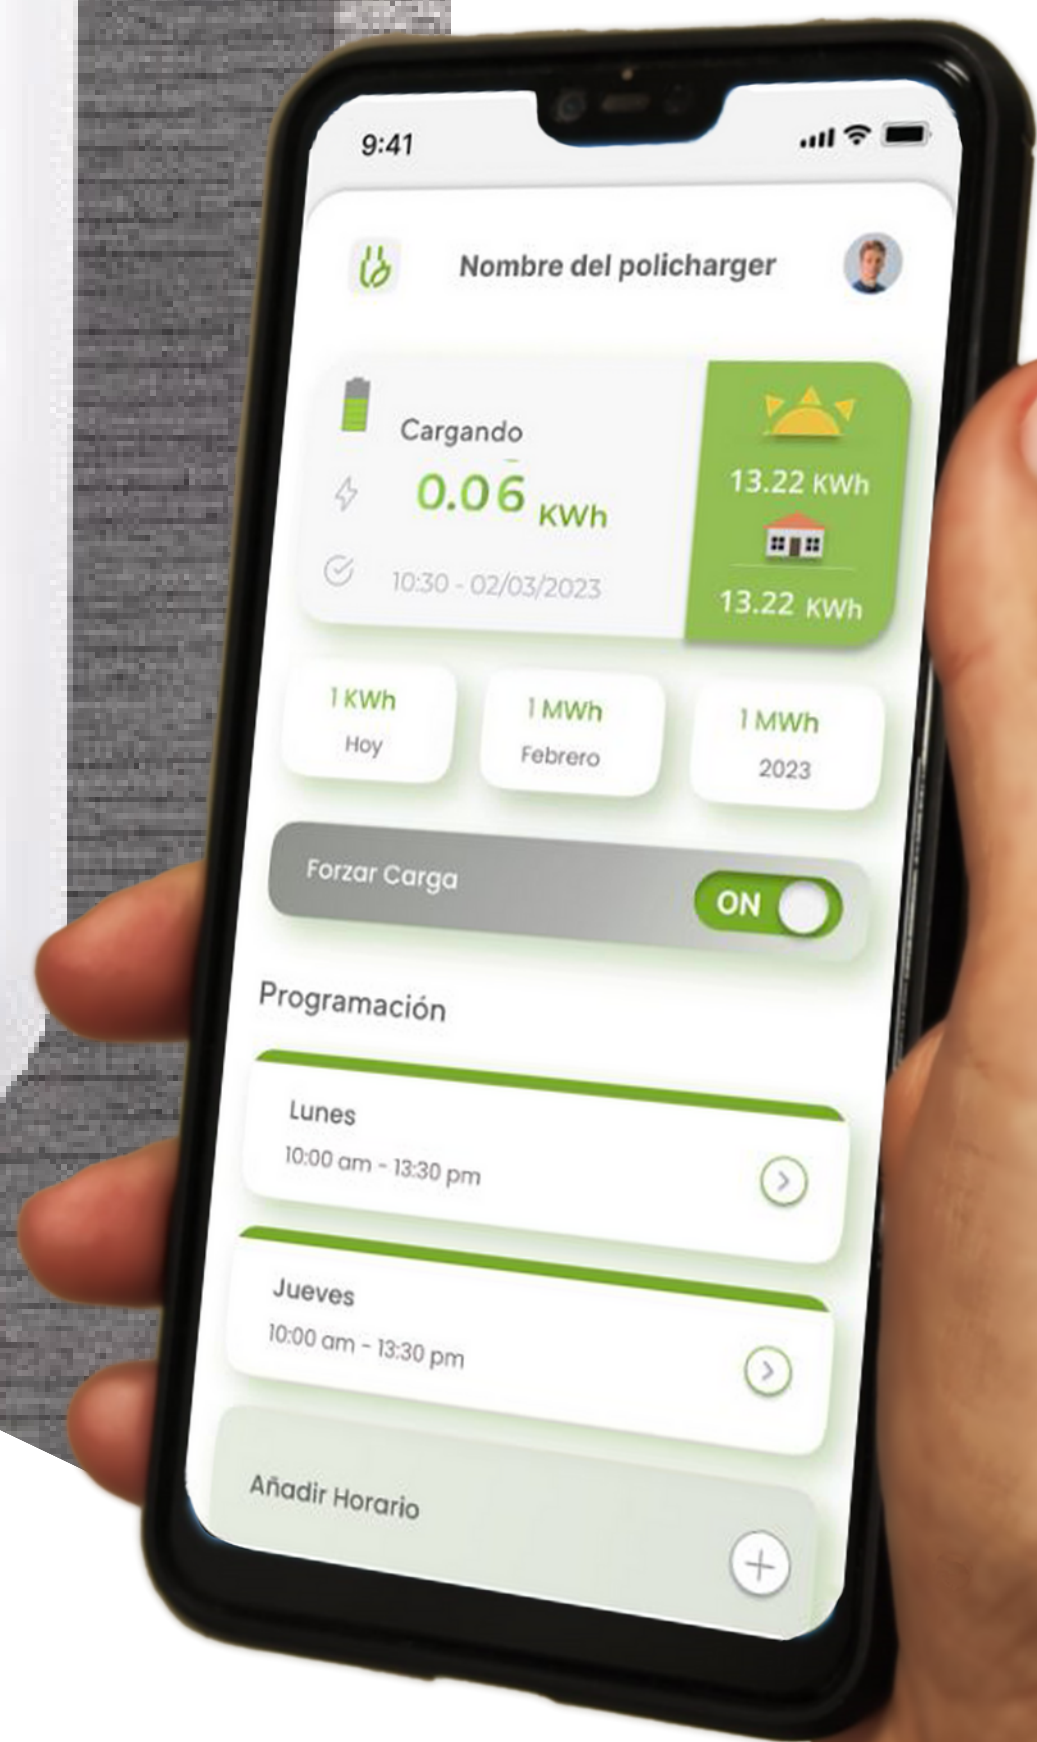 9:41
Nombre del policharger
Cargando
0.06 KWh
10:30 - 02/03/2023
13.22 KWh
13.22 KWh
1 KWh
Hoy
1 MWh
Febrero
1 MWh
2023
Forzar Carga
ON
Programación
Lunes
10:00 am - 13:30 pm
Jueves
10:00 am - 13:30 pm
Añadir Horario